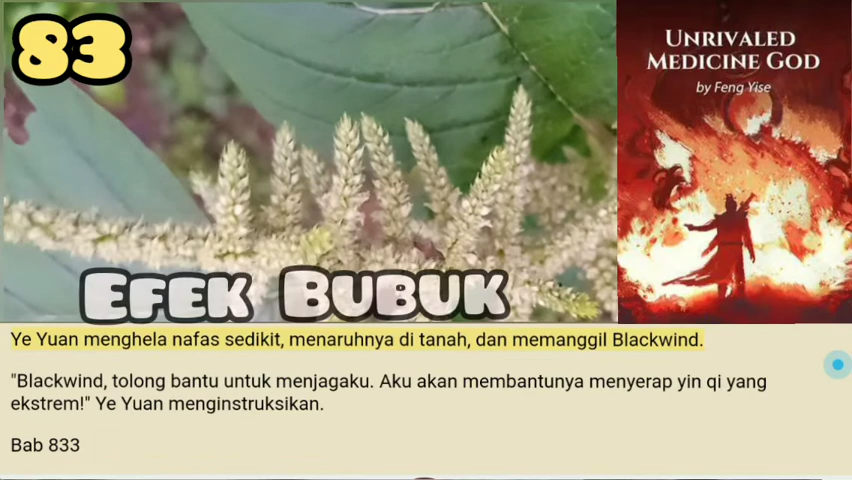 83
UNRIVALED
MEDICINE GOD
by Feng Yise
EFEK BUBUK
Ye Yuan menghela nafas sedikit, menaruhnya di tanah, dan memanggil Blackwind.
"Blackwind, tolong bantu untuk menjagaku. Aku akan membantunya menyerap yin qi yang
ekstrem!" Ye Yuan menginstruksikan.
Bab 833